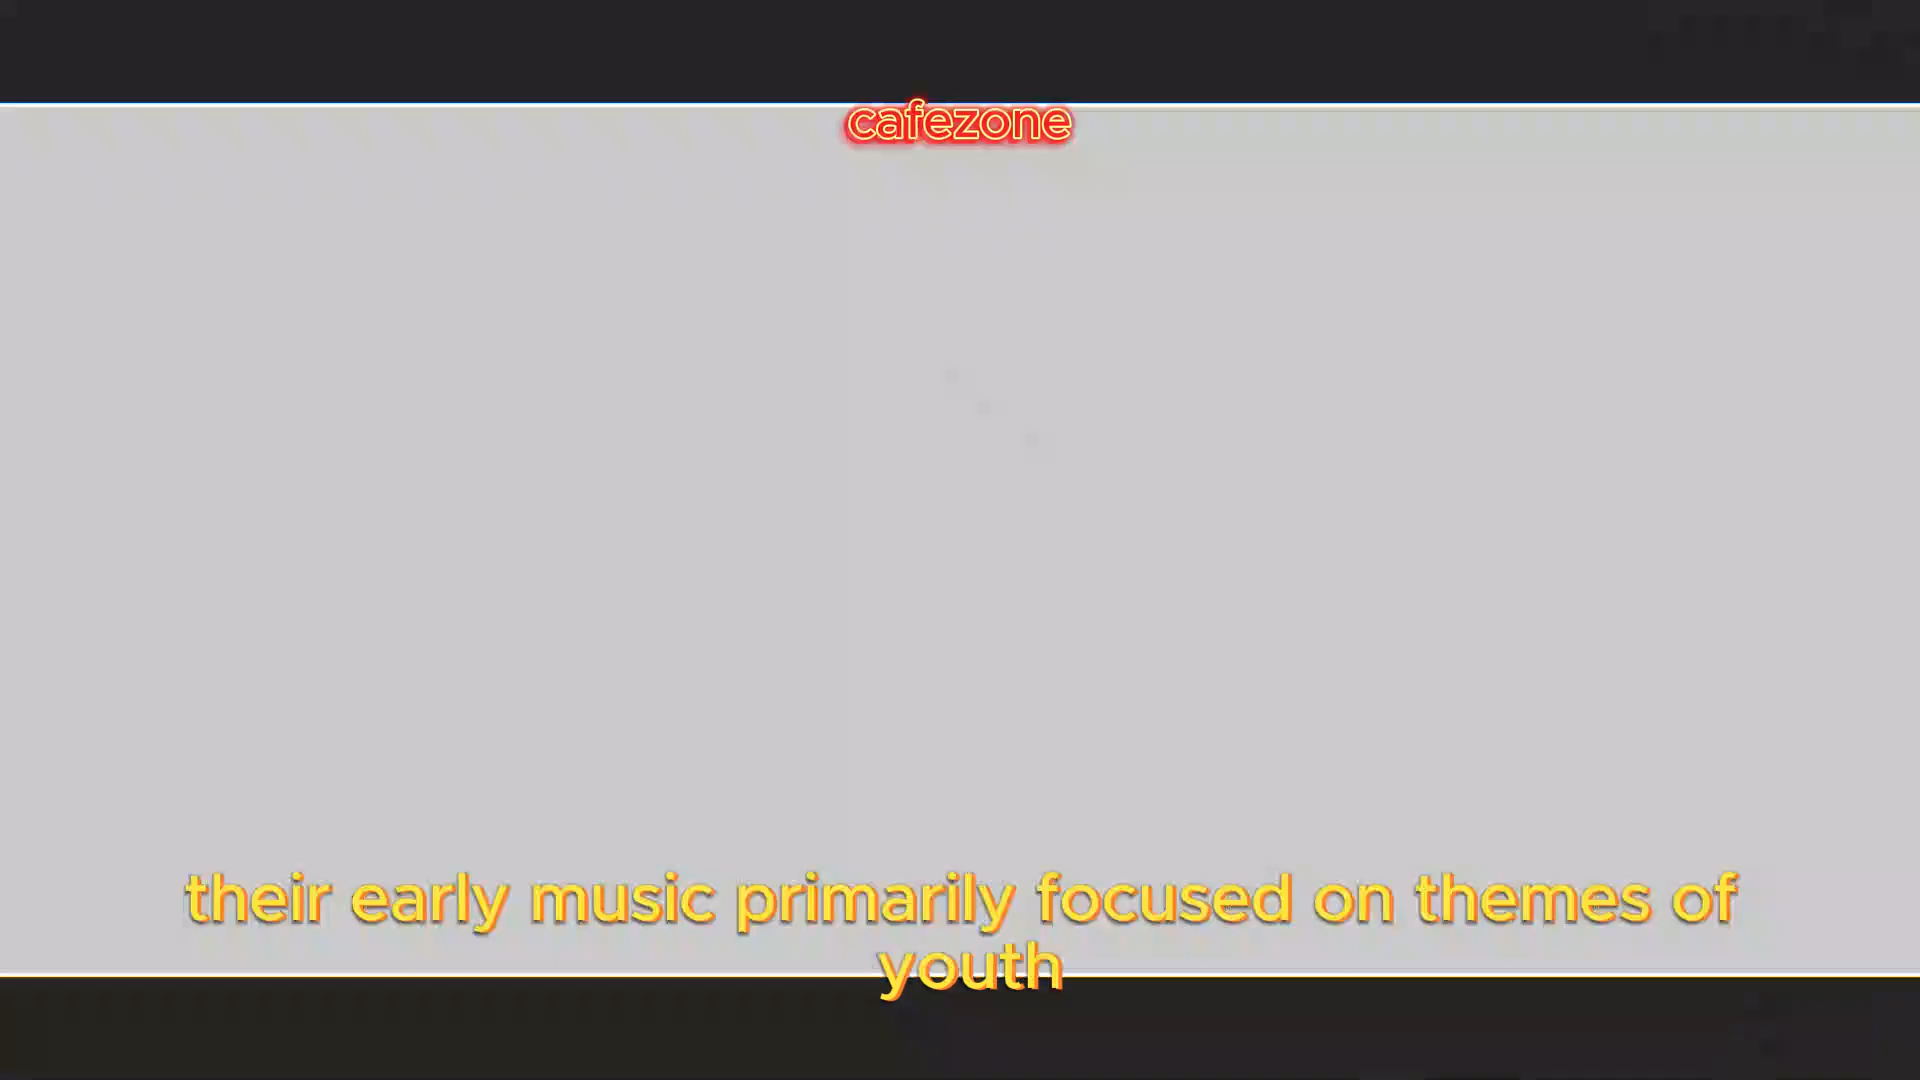 cafezone
their early music primarily focused on themes of
youth